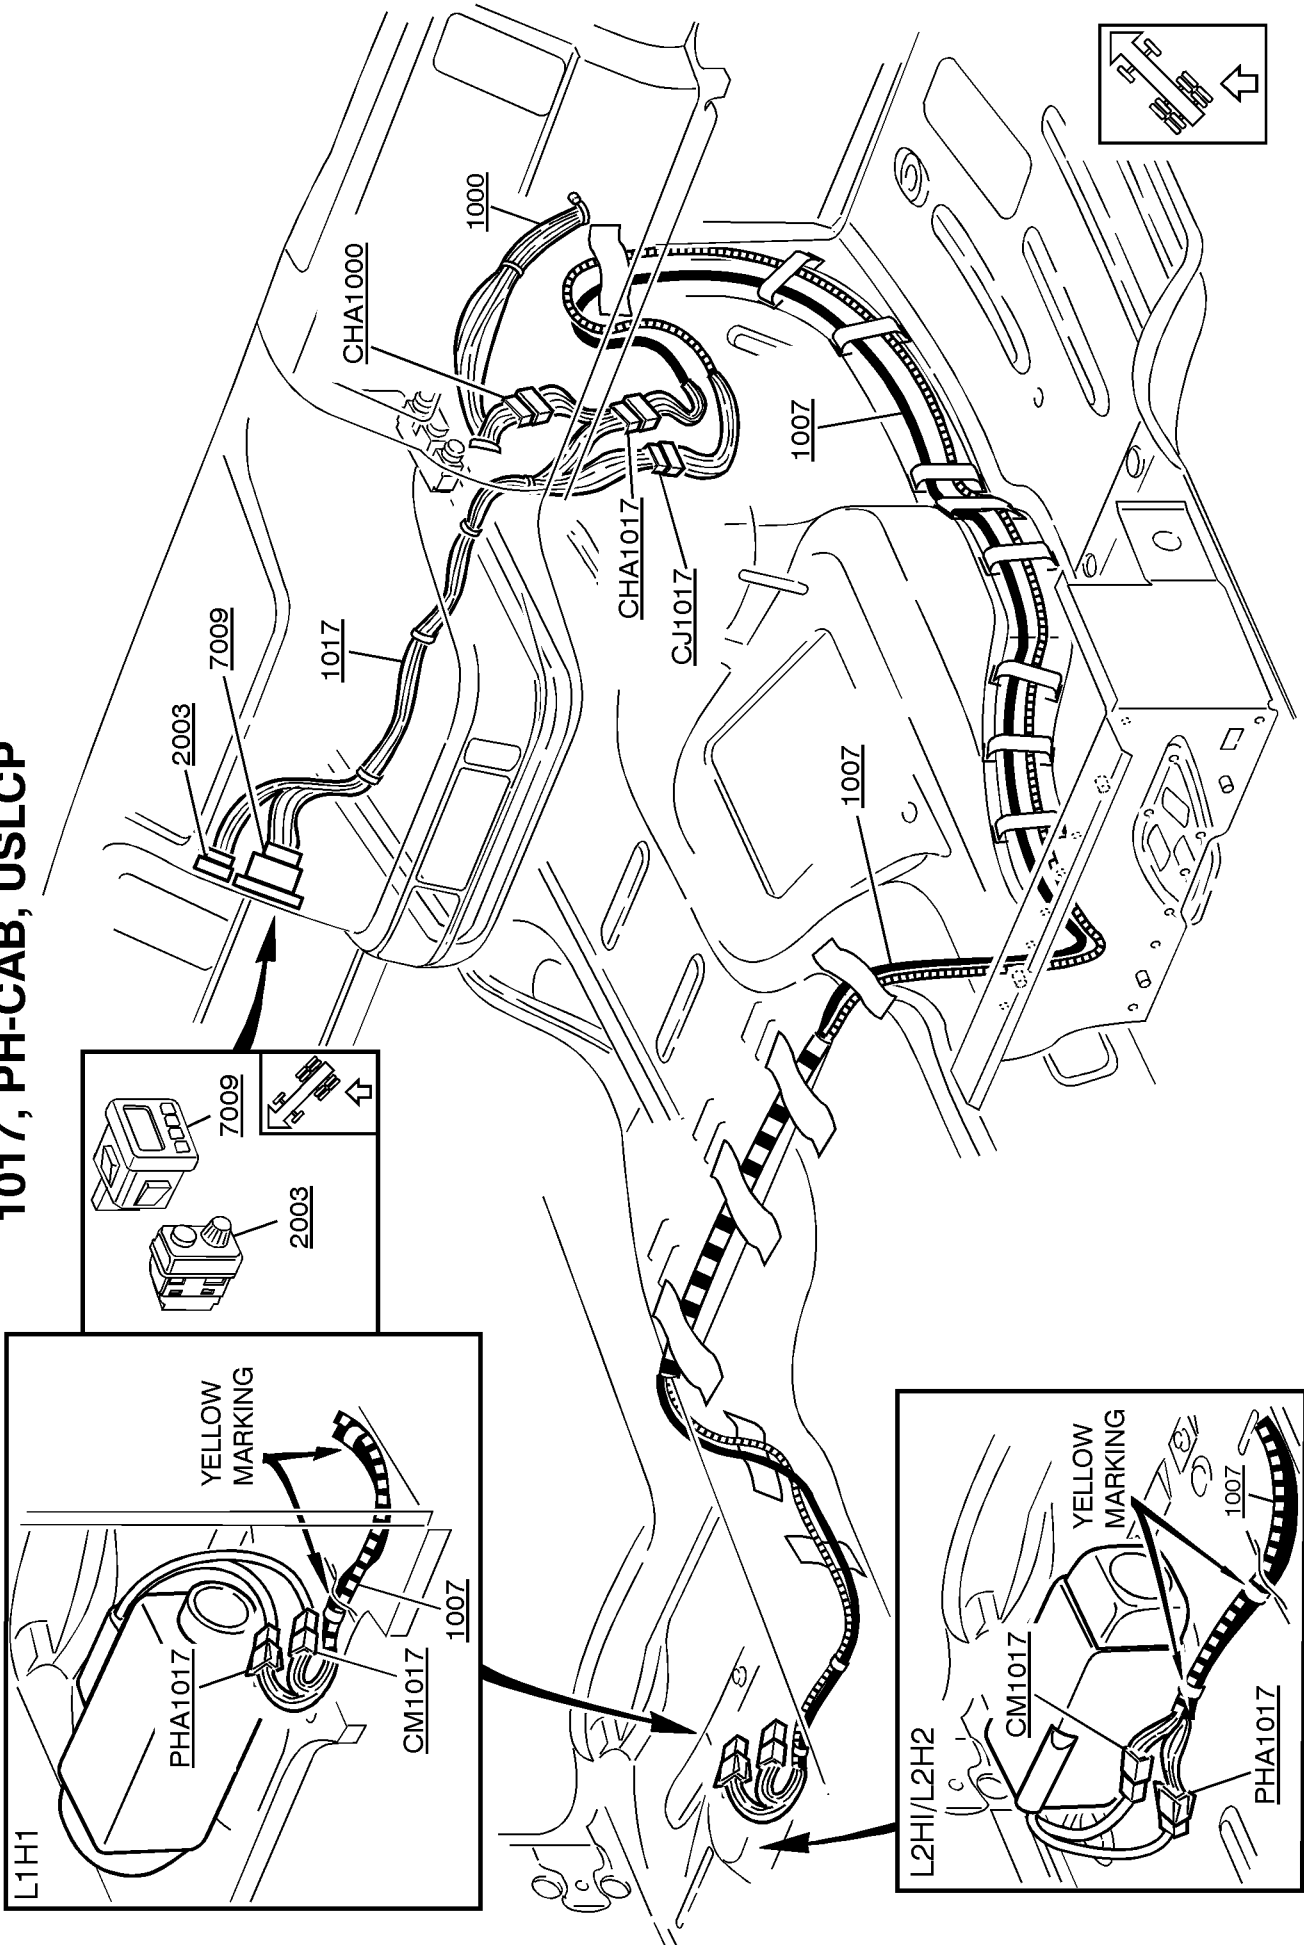 1017, PH-CAB, USLCP
L1H1
PHA1017
CM1017
1007
YELLOW
MARKING
2003
7009
2003
7009
1017
CHA1000
1000
CHA1017
CJ1017
1007
1007
L2HI/L2H2
CM1017
PHA1017
YELLOW
MARKING
1007